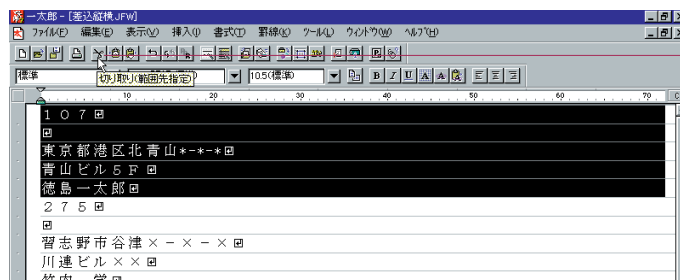 一太郎 - [差込縦横.JFW]
ファイル(F) 編集(E) 表示(V) 挿入(I) 書式(T) 罫線(K) ツール(L) ウィンドウ(W) ヘルプ(H)
標準 切り取り(範囲先指定) 10.5(標準) B I U A A
10 20 30 40 50 60 70
107
東京都港区北青山*-*-*
青山ビル5F
徳島一太郎
275
習志野市谷津×-×-×
川連ビル××